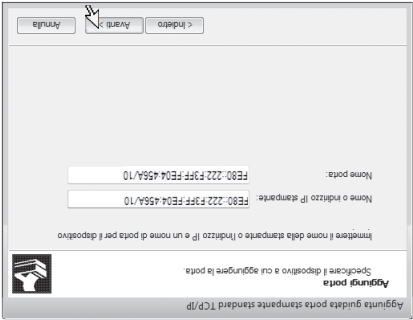 Aggiunta guidata porta stampante standard TCP/IP
Aggiungi porta
Specificare il dispositivo a cui aggiungere la porta.
Immettere il nome della stampante o l'indirizzo IP e un nome di porta per il dispositivo
Nome o indirizzo IP stampante: FE80::222:F3FF:FE04:456A/10
Nome porta: FE80::222:F3FF:FE04:456A/10
< Indietro Avanti > Annulla